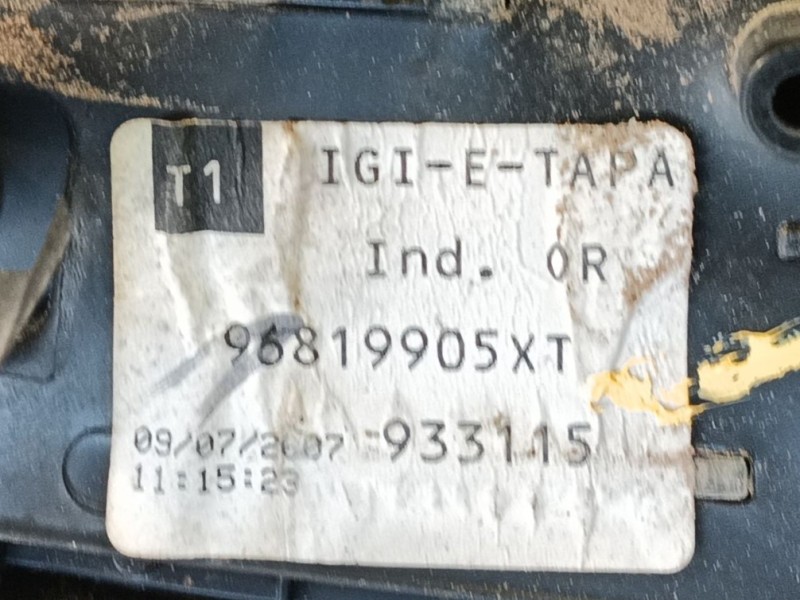 T1 IGI-E-TAPA
Ind. 0R
96819905XT
09/07/2007 =933115
11:15:23